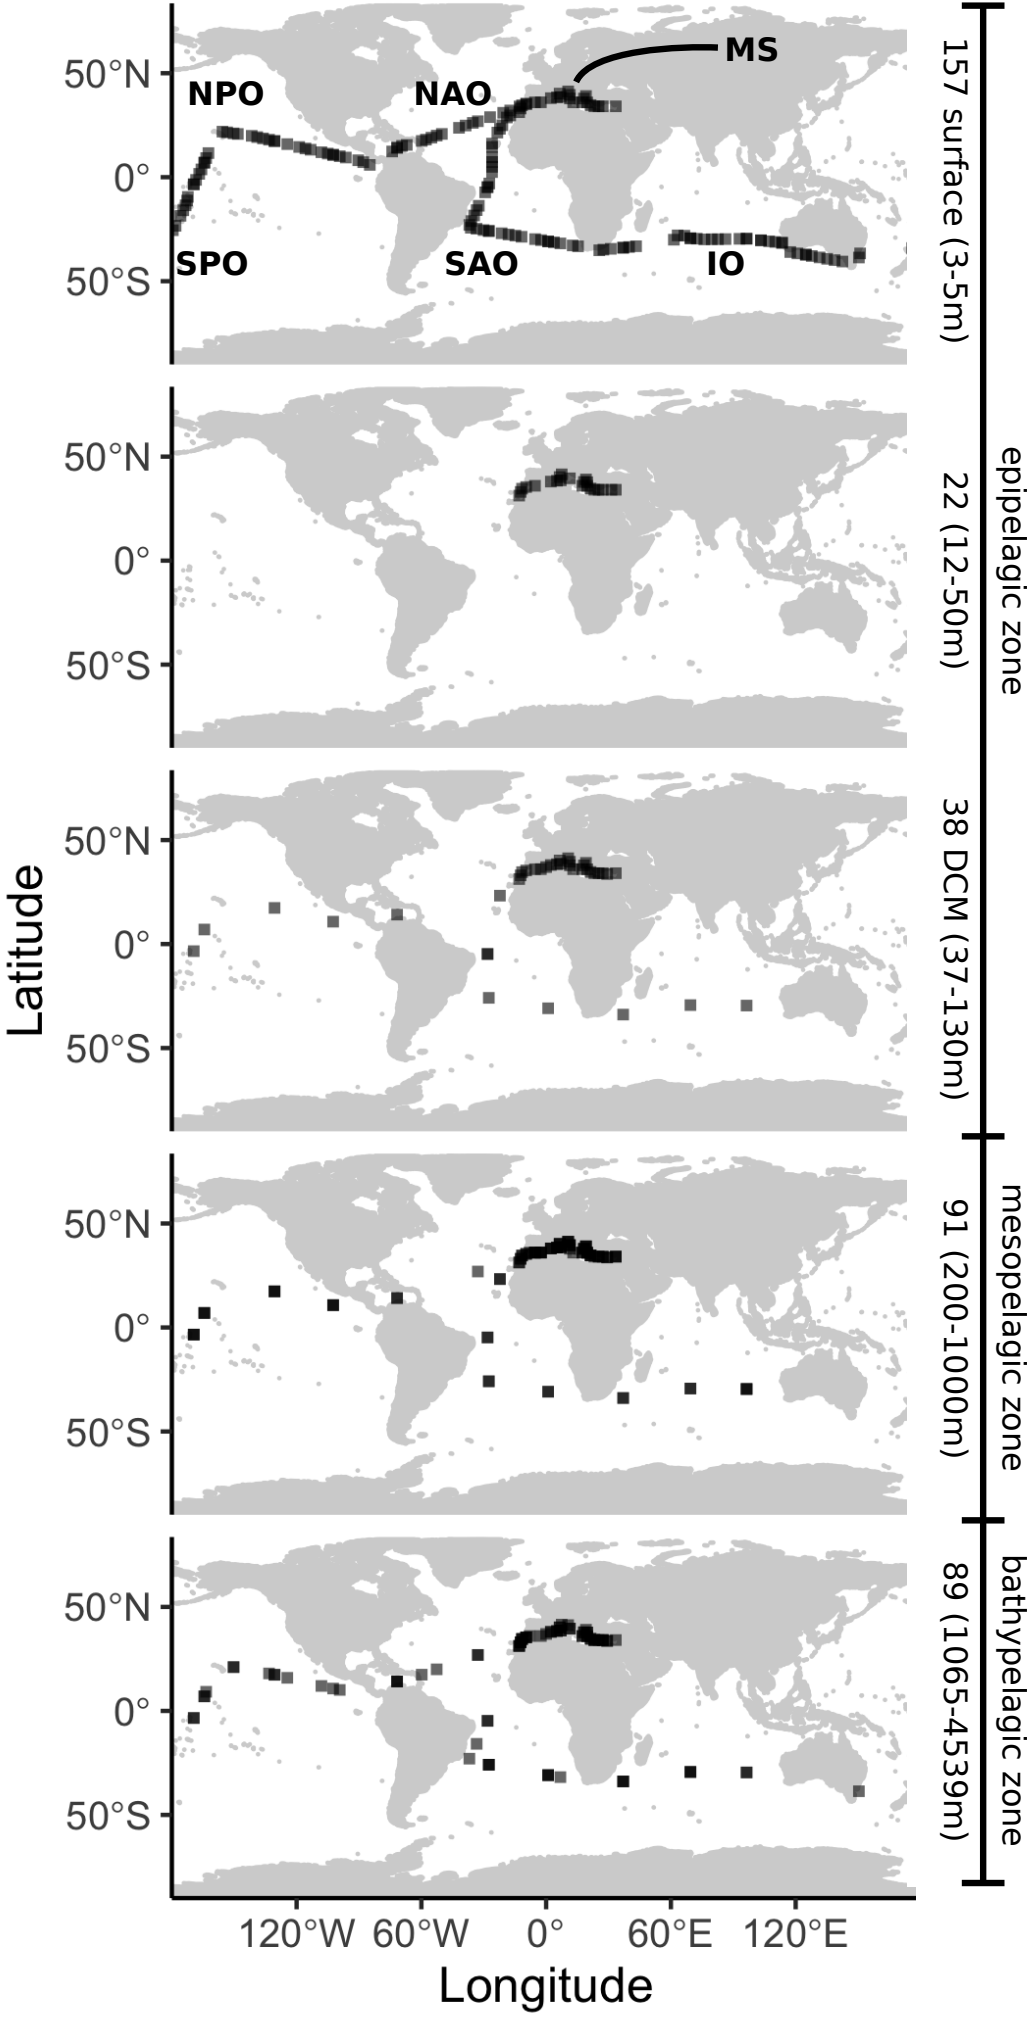 MS
NPO
NAO
SPO
SAO
IO
50°N
0°
50°S
157 surface (3-5m)
50°N
0°
50°S
22 (12-50m)
epipelagic zone
50°N
0°
50°S
38 DCM (37-130m)
Latitude
50°N
0°
50°S
91 (200-1000m)
mesopelagic zone
50°N
0°
50°S
89 (1065-4539m)
bathypelagic zone
120°W 60°W 0° 60°E 120°E
Longitude